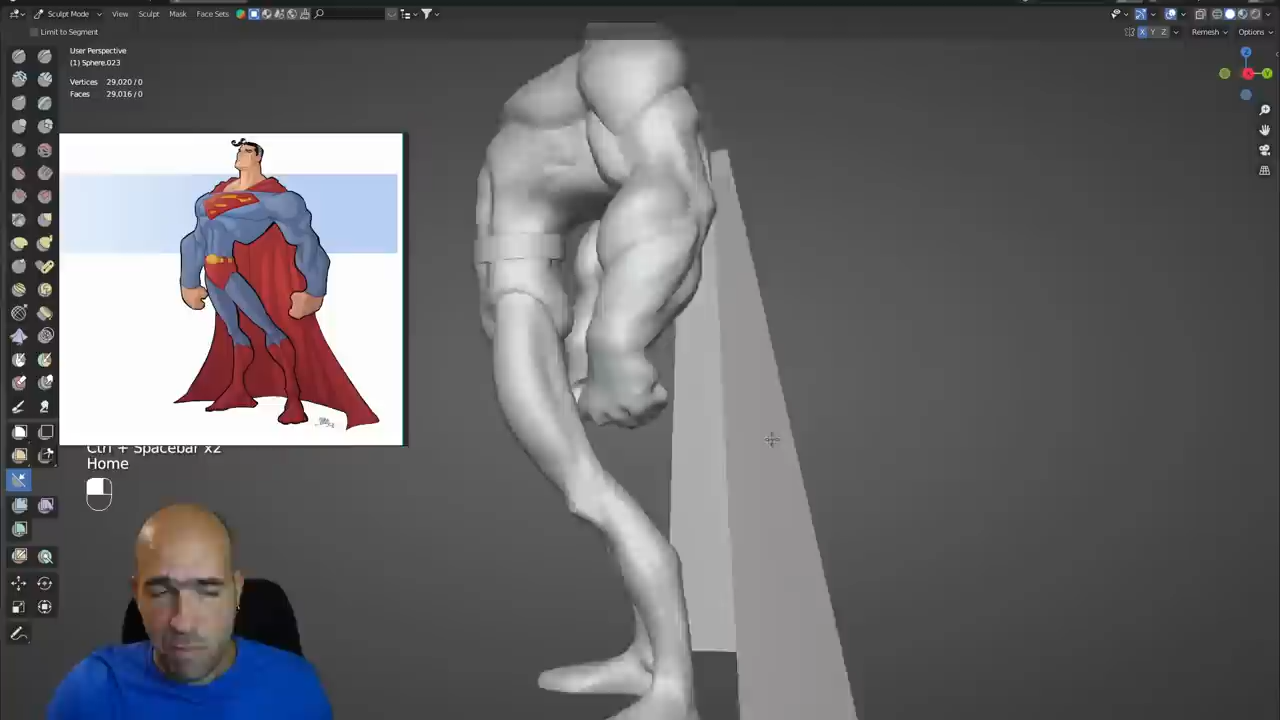 Sculpt Mode View Sculpt Mask Face Sets
Limit to Segment X Y Z Remesh Options
User Perspective
(1) Sphere.023
Vertices 29,020 / 0
Faces 29,016 / 0
Z
Y
Ctrl + Spacebar x2
Home